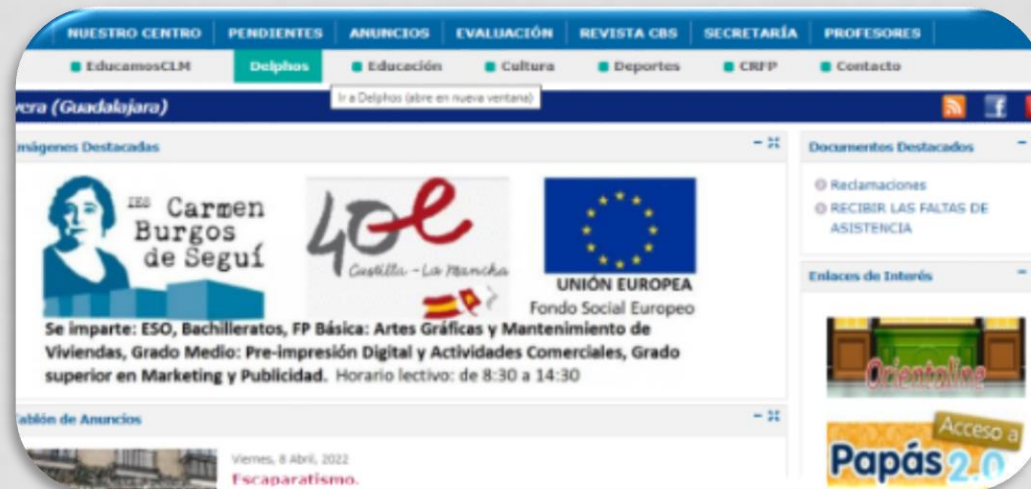 NUESTRO CENTRO PENDIENTES ANUNCIOS EVALUACIÓN REVISTA CBS SECRETARÍA PROFESORES
EducamosCLM Delphos Educación Cultura Deportes CRFP Contacto
Ir a Delphos (abre en nueva ventana)
vera (Guadalajara)
Imágenes Destacadas
IES Carmen
Burgos
de Seguí
40e
Castilla - La Mancha
UNIÓN EUROPEA
Fondo Social Europeo
Se imparte: ESO, Bachilleratos, FP Básica: Artes Gráficas y Mantenimiento de
Viviendas, Grado Medio: Pre-impresión Digital y Actividades Comerciales, Grado
superior en Marketing y Publicidad. Horario lectivo: de 8:30 a 14:30
Tablón de Anuncios
Viernes, 8 Abril, 2022
Escaparatismo.
Documentos Destacados
Reclamaciones
RECIBIR LAS FALTAS DE
ASISTENCIA
Enlaces de Interés
Orientaline
Acceso a
Papás 2.0